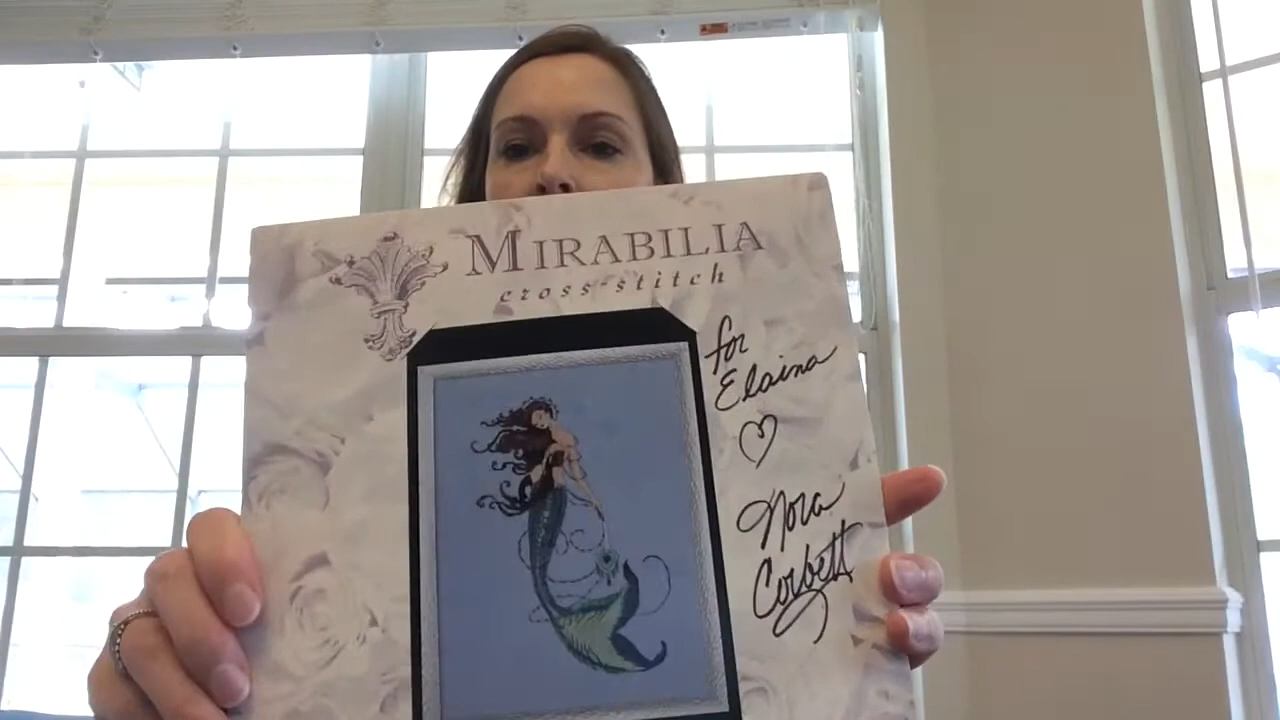 MIRABILIA
cross-stitch
for
Elaina
Nora
Corbett